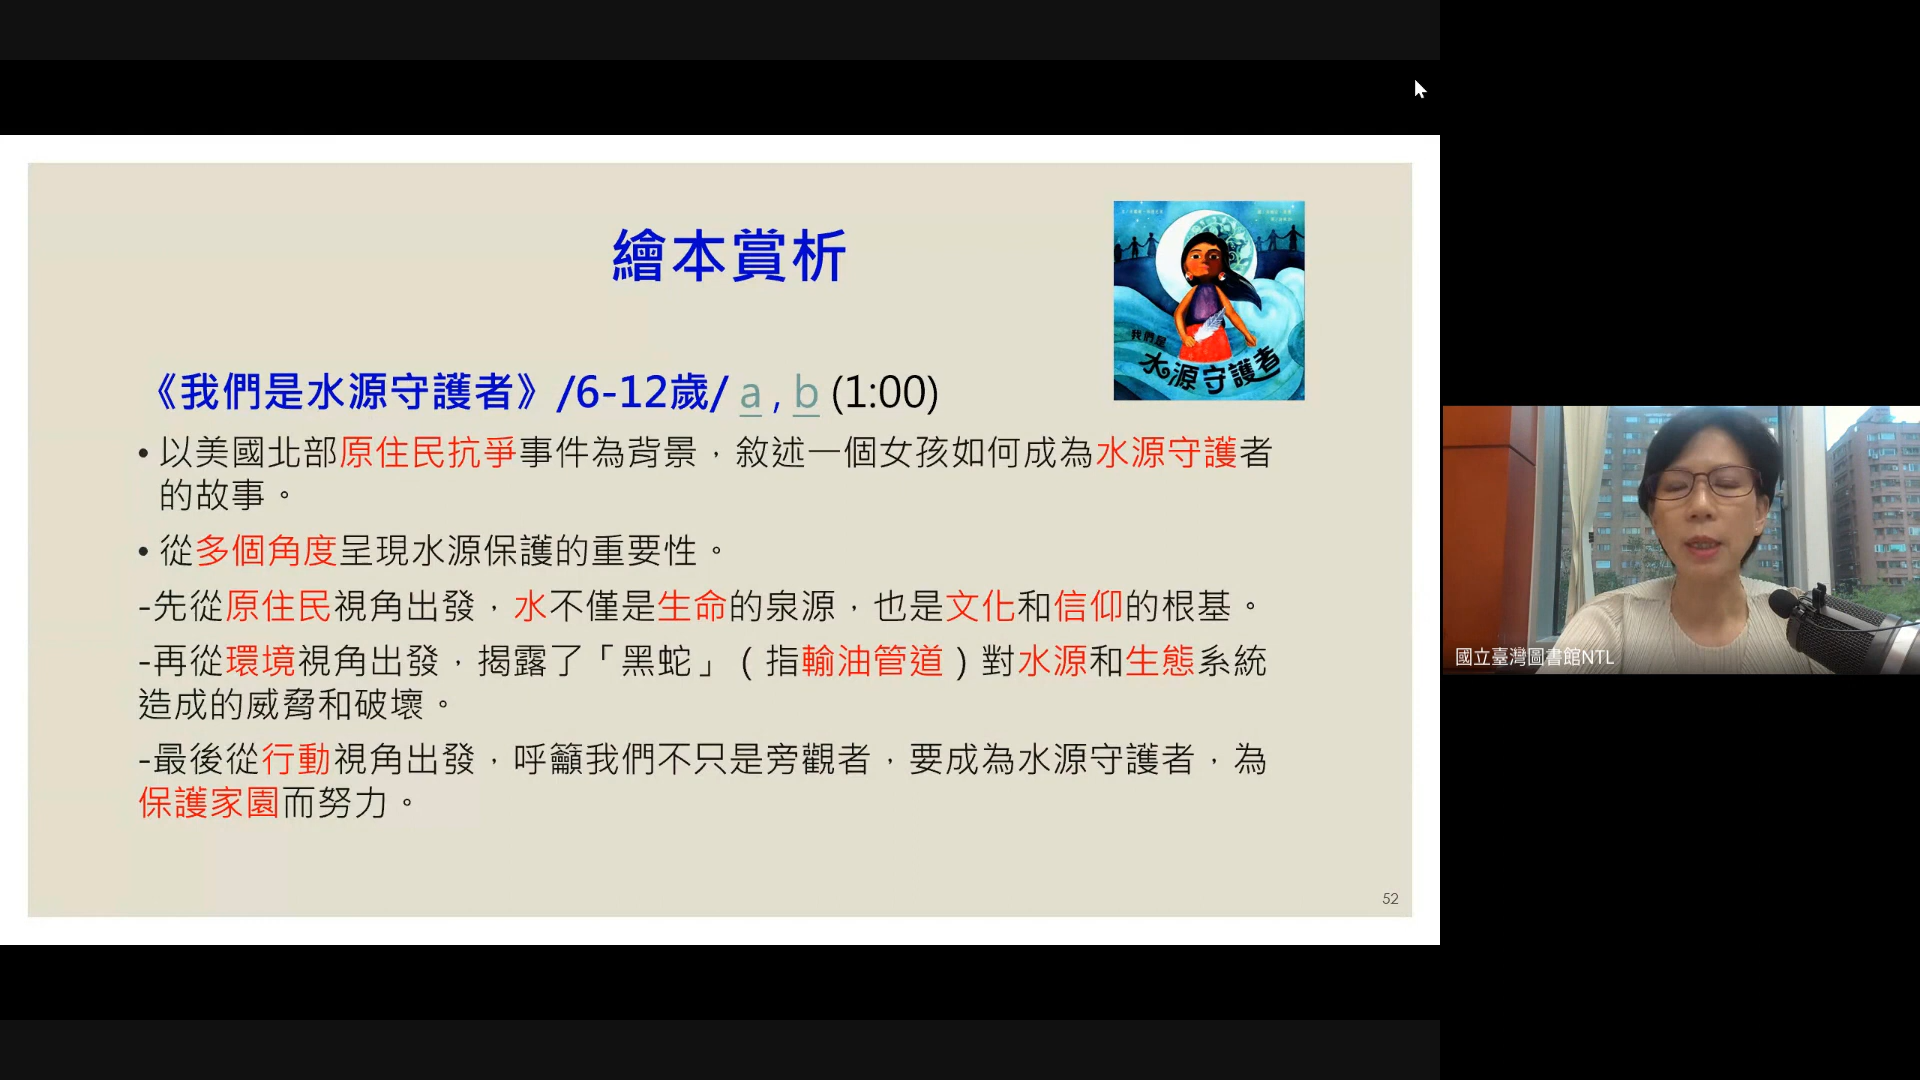 繪本賞析
我們是
水源守護者
《我們是水源守護者》/6-12歲/ a , b (1:00)
• 以美國北部原住民抗爭事件為背景，敘述一個女孩如何成為水源守護者
的故事。
• 從多個角度呈現水源保護的重要性。
-先從原住民視角出發，水不僅是生命的泉源，也是文化和信仰的根基。
-再從環境視角出發，揭露了「黑蛇」（指輸油管道）對水源和生態系統
造成的威脅和破壞。
-最後從行動視角出發，呼籲我們不只是旁觀者，要成為水源守護者，為
保護家園而努力。
52
國立臺灣圖書館NTL